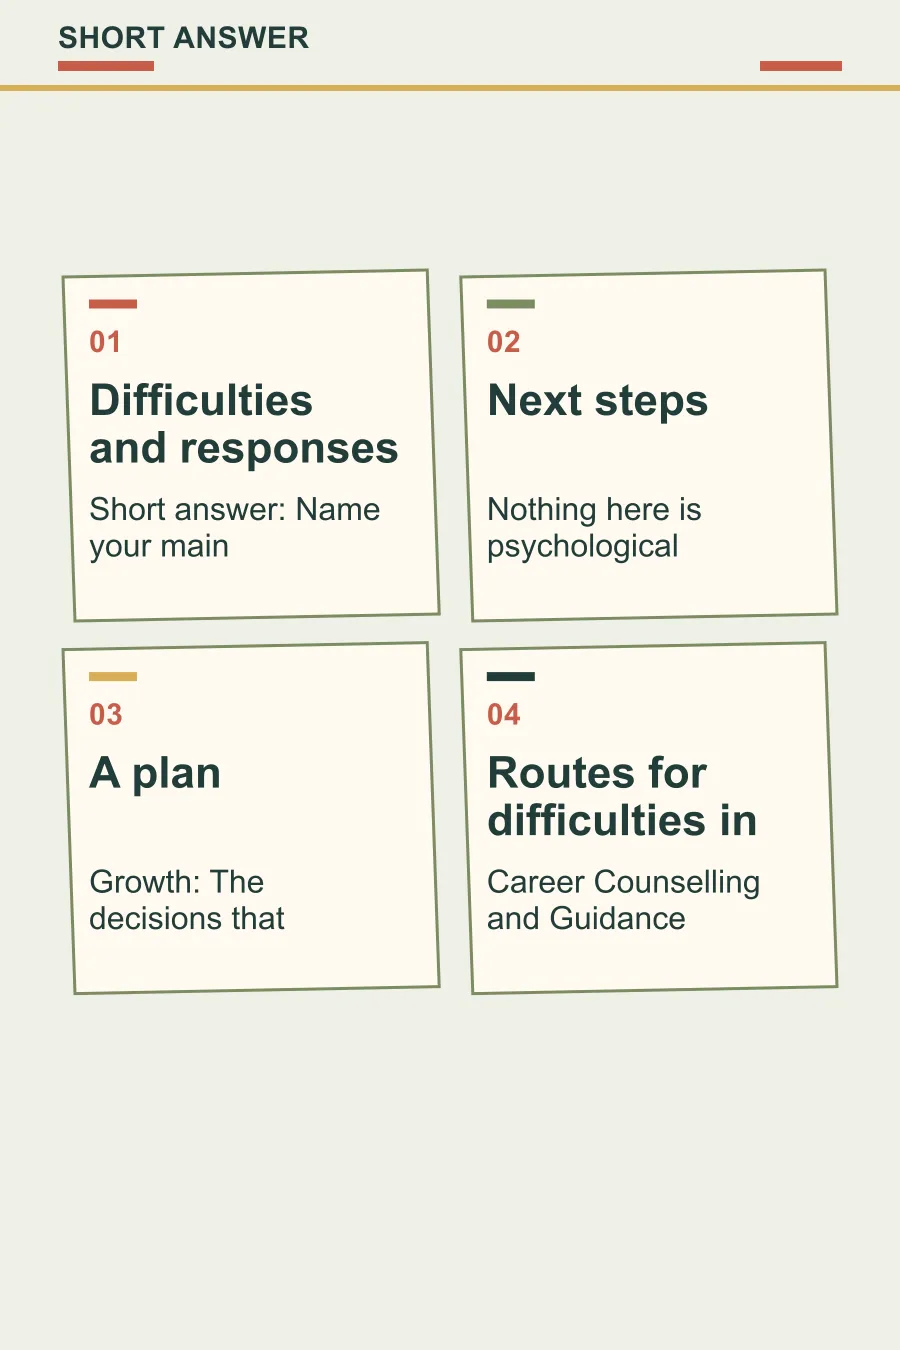 SHORT ANSWER
01
Difficulties
and responses
Short answer: Name
your main
02
Next steps
Nothing here is
psychological
03
A plan
Growth: The
decisions that
04
Routes for
difficulties in
Career Counselling
and Guidance